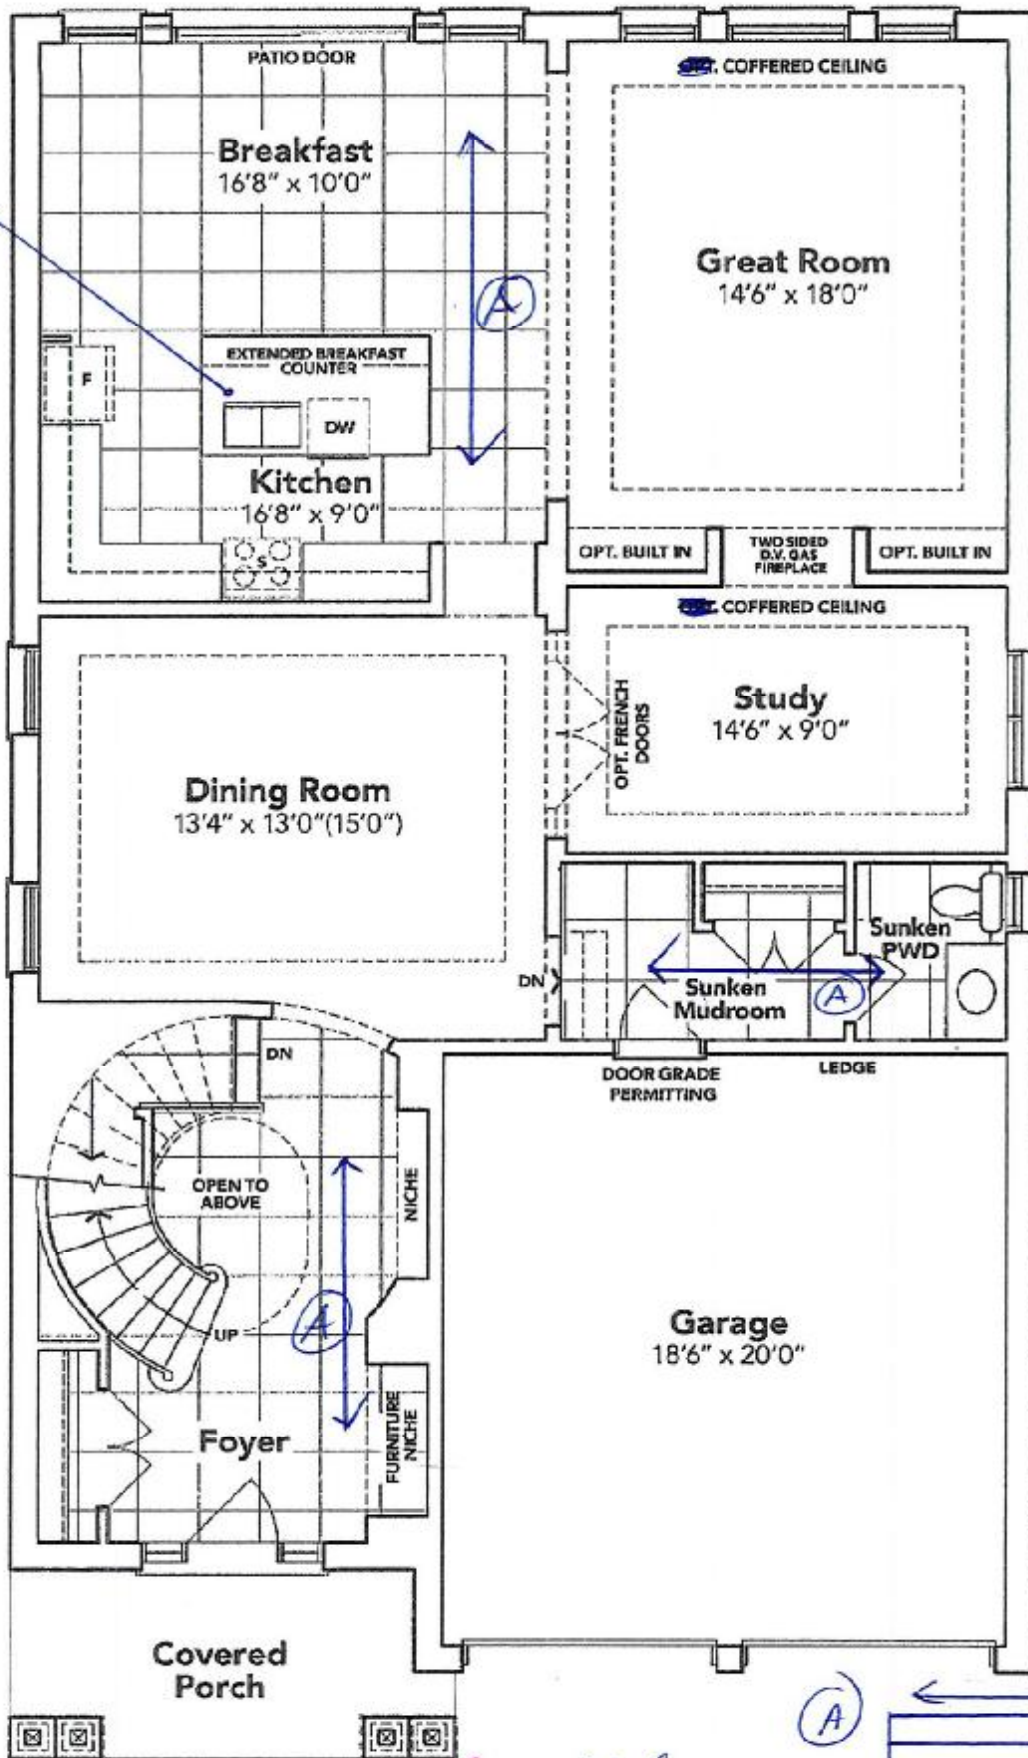 PATIO DOOR
COFFERED CEILING
Breakfast
16'8" x 10'0"
Great Room
14'6" x 18'0"
A
EXTENDED BREAKFAST
COUNTER
F
DW
Kitchen
16'8" x 9'0"
S
OPT. BUILT IN
TWO SIDED
D.V. GAS
FIREPLACE
OPT. BUILT IN
COFFERED CEILING
Study
14'6" x 9'0"
OPT. FRENCH
DOORS
Dining Room
13'4" x 13'0"(15'0")
Sunken
PWD
DN
Sunken
Mudroom
A
DN
DOOR GRADE
PERMITTING
LEDGE
OPEN TO
ABOVE
NICHE
A
UP
Garage
18'6" x 20'0"
Foyer
FURNITURE
NICHE
Covered
Porch
A